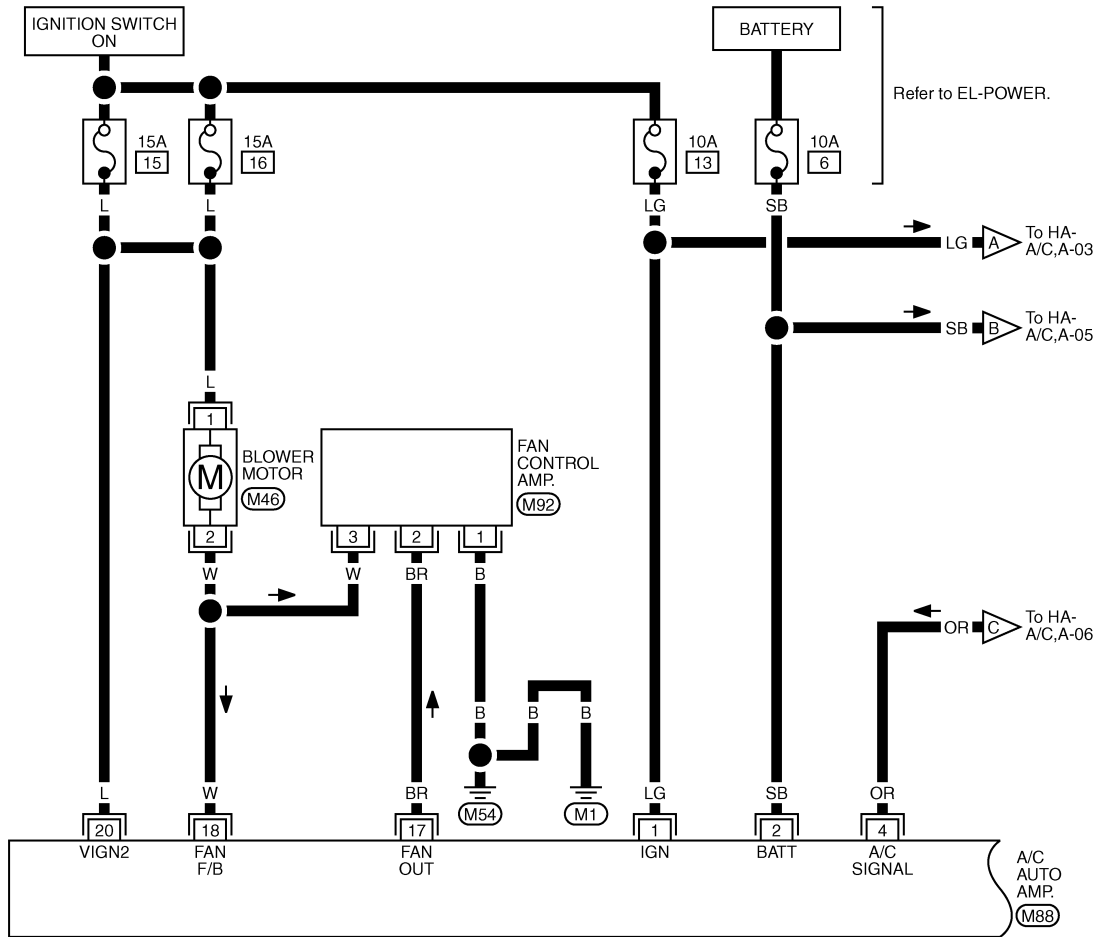 IGNITION SWITCH
ON
BATTERY
Refer to EL-POWER.
15A
15
15A
16
10A
13
10A
6
L
L
LG
SB
LG
A
To HA-
A/C,A-03
SB
B
To HA-
A/C,A-05
L
1
M
BLOWER
MOTOR
M46
2
FAN
CONTROL
AMP.
M92
3
2
1
W
W
BR
B
OR
C
To HA-
A/C,A-06
B
B
B
L
W
BR
M54
M1
LG
SB
OR
20
18
17
1
2
4
VIGN2
FAN
F/B
FAN
OUT
IGN
BATT
A/C
SIGNAL
A/C
AUTO
AMP.
M88